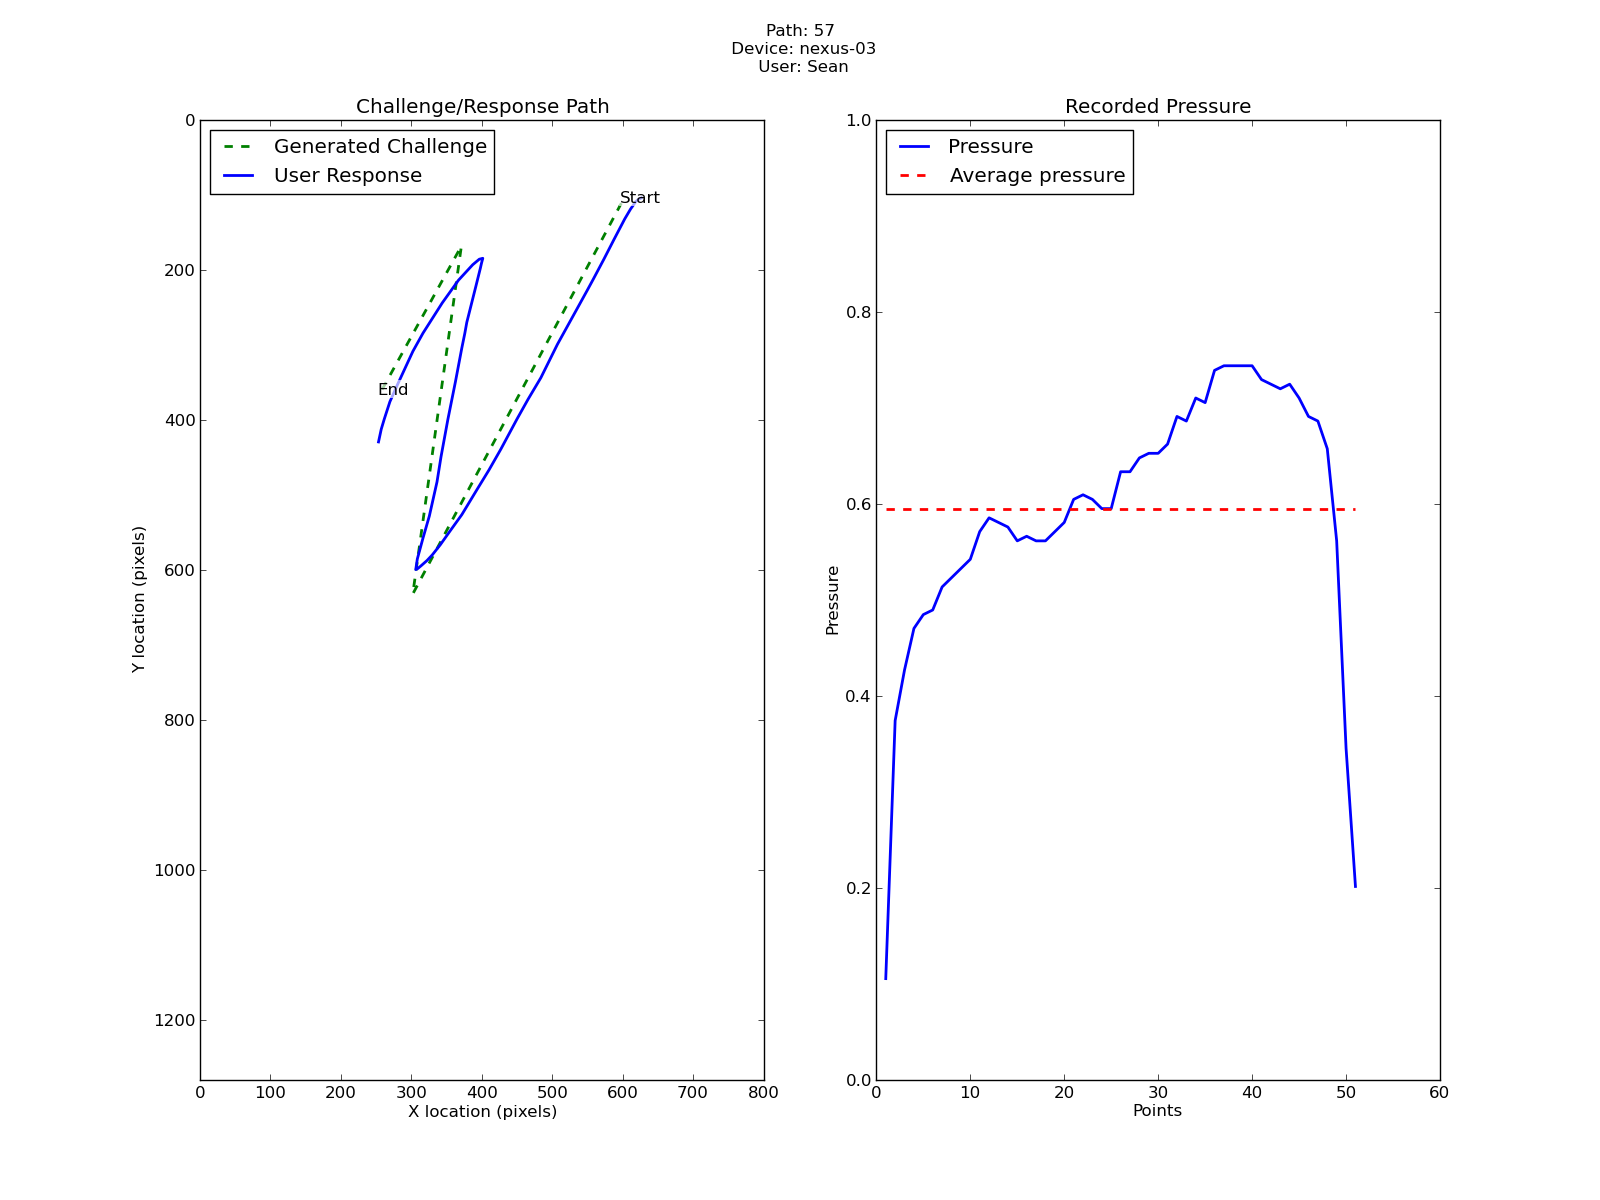 Path: 57
Device: nexus-03
User: Sean
Challenge/Response Path
Generated Challenge
User Response
Start
End
0
200
400
600
800
1000
1200
Y location (pixels)
0 100 200 300 400 500 600 700 800
X location (pixels)
Recorded Pressure
Pressure
Average pressure
1.0
0.8
0.6
0.4
0.2
0.0
Pressure
0 10 20 30 40 50 60
Points